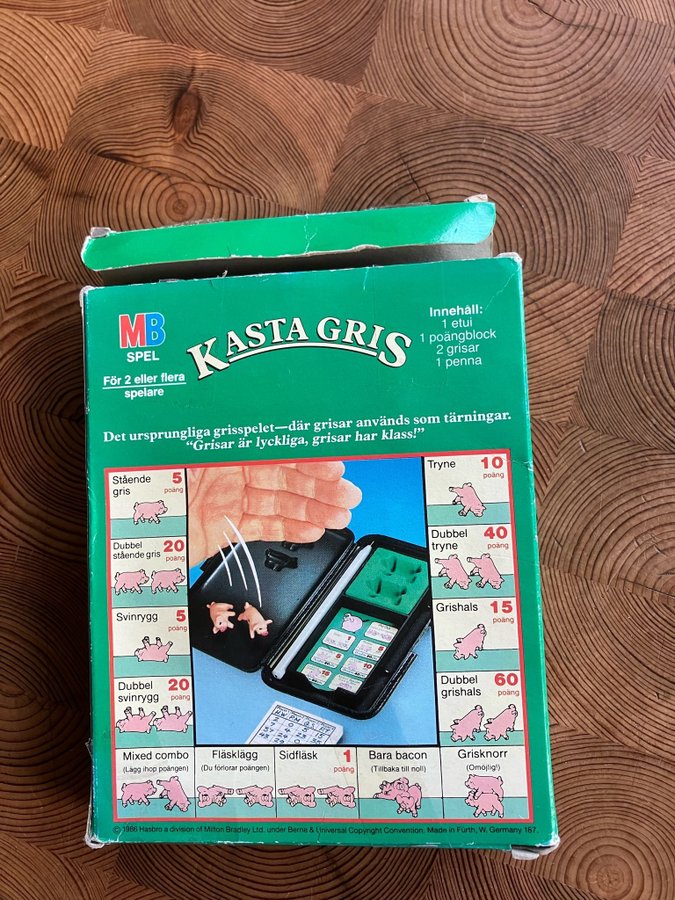 MB
SPEL
KASTA GRIS
För 2 eller flera
spelare
Innehåll:
1 etui
1 poängblock
2 grisar
1 penna
Det ursprungliga grisspelet—där grisar används som tärningar.
“Grisar är lyckliga, grisar har klass!”
Stående
gris
5
poäng
Dubbel
stående gris
20
poäng
Svinrygg
5
poäng
Dubbel
svinrygg
20
poäng
Tryne
10
poäng
Dubbel
tryne
40
poäng
Grishals
15
poäng
Dubbel
grishals
60
poäng
Mixed combo
(Lägg ihop poängen)
Fläsklägg
(Du förlorar poängen)
Sidfläsk
1
poäng
Bara bacon
(Tillbaka till noll)
Grisknorr
(Omöjlig!)
© 1986 Hasbro a division of Milton Bradley Ltd. under Berne & Universal Copyright Convention. Made in Fürth, W. Germany 187.